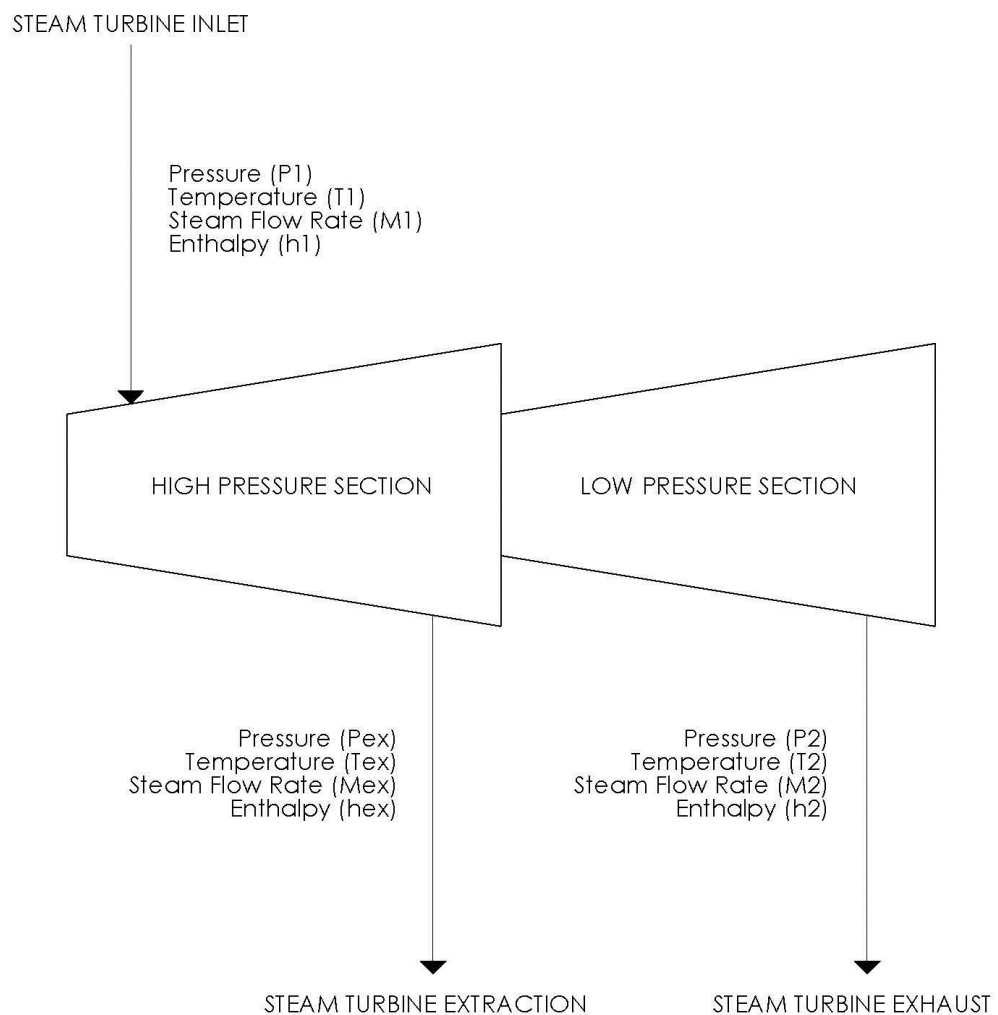 STEAM TURBINE INLET
Pressure (P1)
Temperature (T1)
Steam Flow Rate (M1)
Enthalpy (h1)
HIGH PRESSURE SECTION
LOW PRESSURE SECTION
Pressure (Pex)
Temperature (Tex)
Steam Flow Rate (Mex)
Enthalpy (hex)
Pressure (P2)
Temperature (T2)
Steam Flow Rate (M2)
Enthalpy (h2)
STEAM TURBINE EXTRACTION
STEAM TURBINE EXHAUST